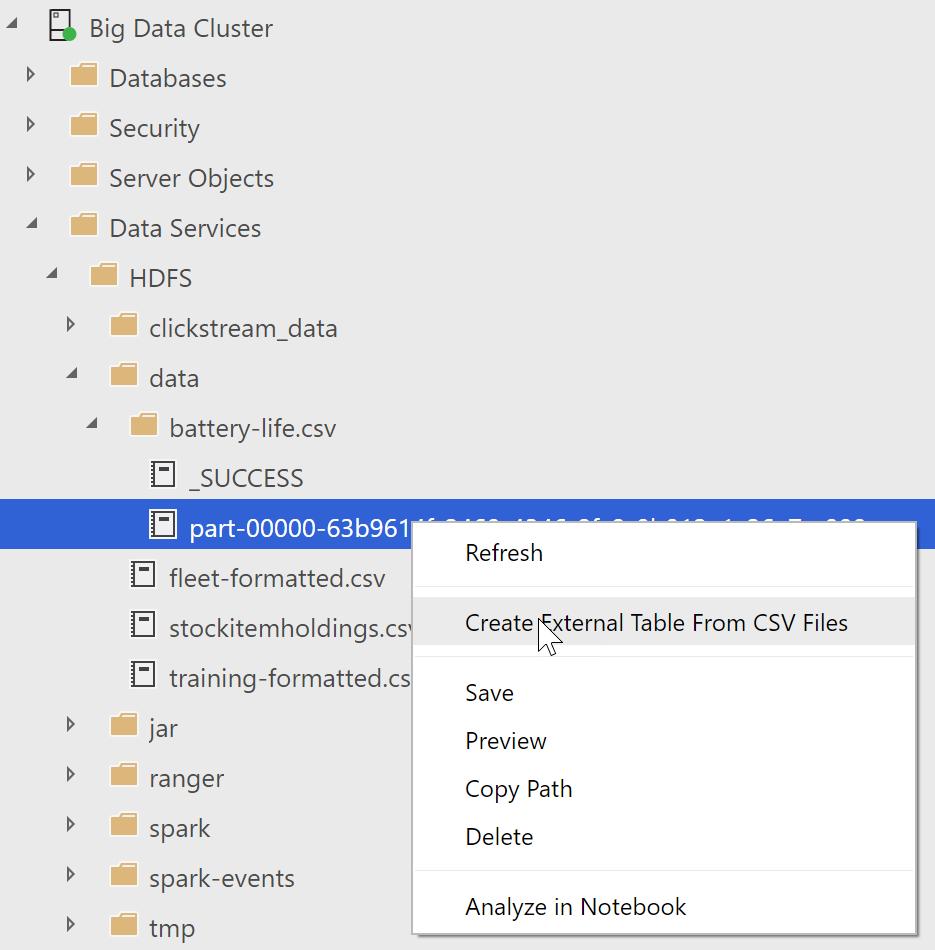 Big Data Cluster
Databases
Security
Server Objects
Data Services
HDFS
clickstream_data
data
battery-life.csv
_SUCCESS
part-00000-63b961
Refresh
fleet-formatted.csv
Create External Table From CSV Files
stockitemholdings.csv
training-formatted.cs
Save
jar
Preview
ranger
Copy Path
spark
Delete
spark-events
Analyze in Notebook
tmp